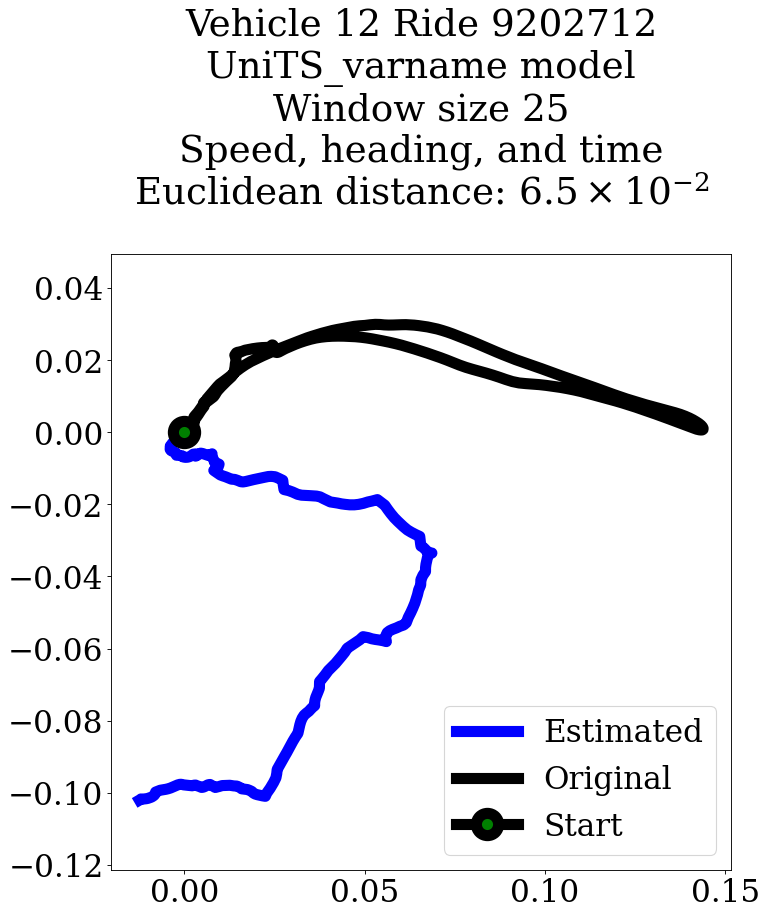 Vehicle 12 Ride 9202712
UniTS_varname model
Window size 25
Speed, heading, and time
Euclidean distance: 6.5 × 10⁻²
0.04
0.02
0.00
−0.02
−0.04
−0.06
−0.08
−0.10
−0.12
Estimated
Original
Start
0.00 0.05 0.10 0.15